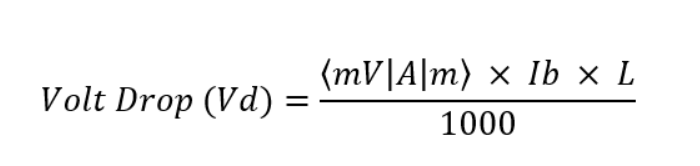 Volt Drop (Vd) = ⟨mV|A|m⟩ × Ib × L
1000